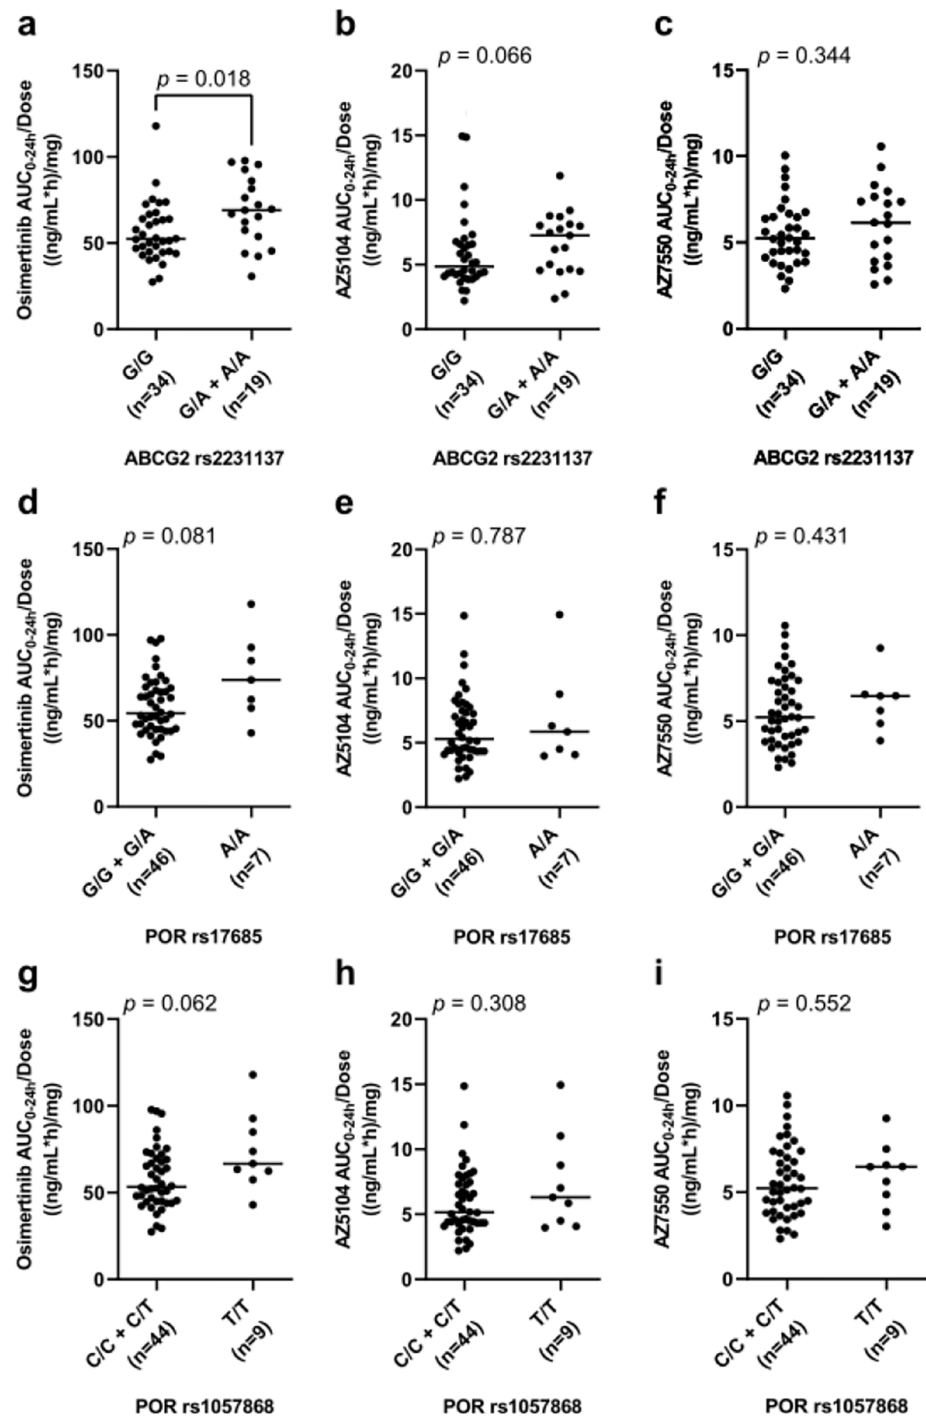 a
Osimertinib AUC0-24h/Dose
((ng/mL*h)/mg)
150
100
50
0
p = 0.018
G/G
(n=34)
G/A + A/A
(n=19)
ABCG2 rs2231137
b
AZ5104 AUC0-24h/Dose
((ng/mL*h)/mg)
20
15
10
5
0
p = 0.066
G/G
(n=34)
G/A + A/A
(n=19)
ABCG2 rs2231137
c
AZ7550 AUC0-24h/Dose
((ng/mL*h)/mg)
15
10
5
0
p = 0.344
G/G
(n=34)
G/A + A/A
(n=19)
ABCG2 rs2231137
d
Osimertinib AUC0-24h/Dose
((ng/mL*h)/mg)
150
100
50
0
p = 0.081
G/G + G/A
(n=46)
A/A
(n=7)
POR rs17685
e
AZ5104 AUC0-24h/Dose
((ng/mL*h)/mg)
20
15
10
5
0
p = 0.787
G/G + G/A
(n=46)
A/A
(n=7)
POR rs17685
f
AZ7550 AUC0-24h/Dose
((ng/mL*h)/mg)
15
10
5
0
p = 0.431
G/G + G/A
(n=46)
A/A
(n=7)
POR rs17685
g
Osimertinib AUC0-24h/Dose
((ng/mL*h)/mg)
150
100
50
0
p = 0.062
C/C + C/T
(n=44)
T/T
(n=9)
POR rs1057868
h
AZ5104 AUC0-24h/Dose
((ng/mL*h)/mg)
20
15
10
5
0
p = 0.308
C/C + C/T
(n=44)
T/T
(n=9)
POR rs1057868
i
AZ7550 AUC0-24h/Dose
((ng/mL*h)/mg)
15
10
5
0
p = 0.552
C/C + C/T
(n=44)
T/T
(n=9)
POR rs1057868